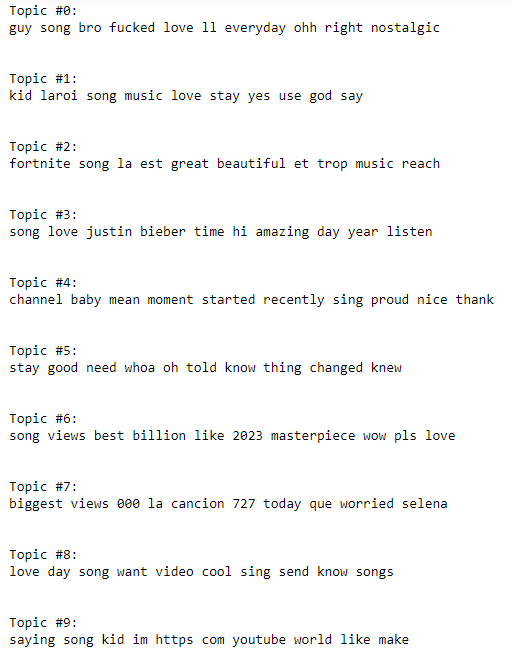 Topic #0:
guy song bro fucked love ll everyday ohh right nostalgic
Topic #1:
kid laroi song music love stay yes use god say
Topic #2:
fortnite song la est great beautiful et trop music reach
Topic #3:
song love justin bieber time hi amazing day year listen
Topic #4:
channel baby mean moment started recently sing proud nice thank
Topic #5:
stay good need whoa oh told know thing changed knew
Topic #6:
song views best billion like 2023 masterpiece wow pls love
Topic #7:
biggest views 000 la cancion 727 today que worried selena
Topic #8:
love day song want video cool sing send know songs
Topic #9:
saying song kid im https com youtube world like make